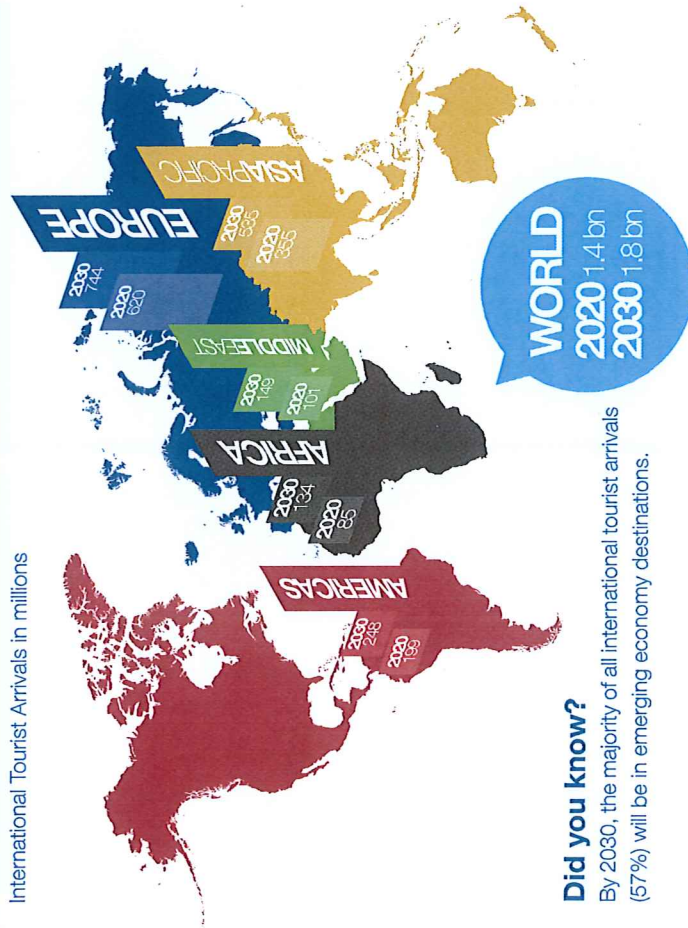 International Tourist Arrivals in millions
EUROPE
2030
744
2020
620
ASIAPACIFIC
2030
535
2020
355
MIDDLEEAST
2030
149
2020
101
AFRICA
2030
134
2020
85
AMERICAS
2030
248
2020
199
WORLD
2020 1.4 bn
2030 1.8 bn
Did you know?
By 2030, the majority of all international tourist arrivals
(57%) will be in emerging economy destinations.